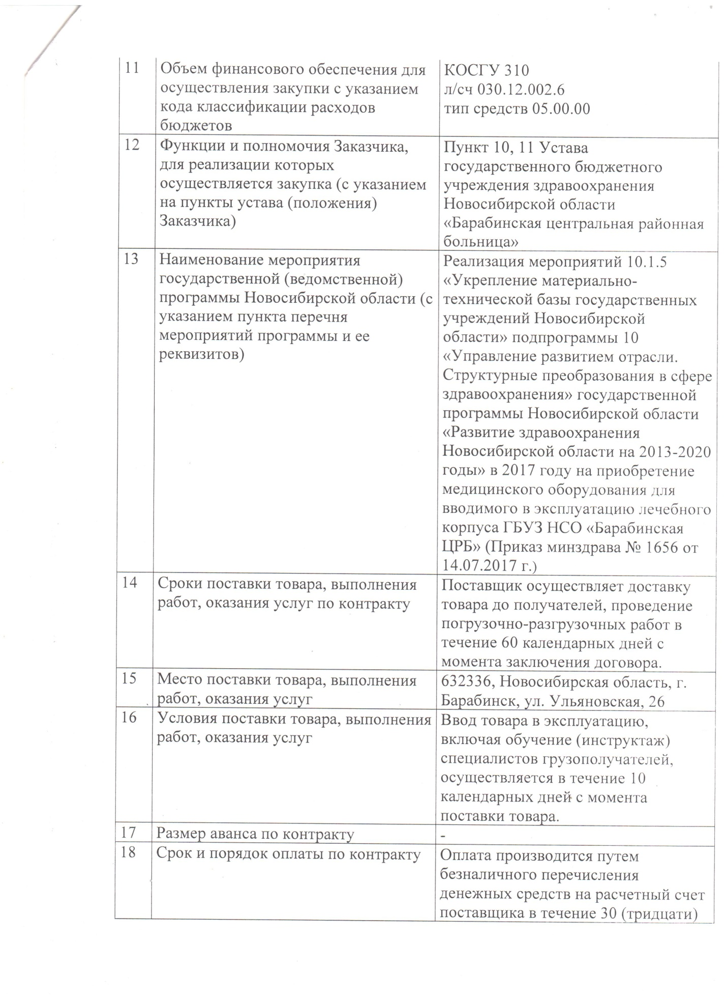 11
Объем финансового обеспечения для
осуществления закупки с указанием
кода классификации расходов
бюджетов
КОСГУ 310
л/сч 030.12.002.6
тип средств 05.00.00
12
Функции и полномочия Заказчика,
для реализации которых
осуществляется закупка (с указанием
на пункты устава (положения)
Заказчика)
Пункт 10, 11 Устава
государственного бюджетного
учреждения здравоохранения
Новосибирской области
«Барабинская центральная районная
больница»
13
Наименование мероприятия
государственной (ведомственной)
программы Новосибирской области (с
указанием пункта перечня
мероприятий программы и ее
реквизитов)
Реализация мероприятий 10.1.5
«Укрепление материально-
технической базы государственных
учреждений Новосибирской
области» подпрограммы 10
«Управление развитием отрасли.
Структурные преобразования в сфере
здравоохранения» государственной
программы Новосибирской области
«Развитие здравоохранения
Новосибирской области на 2013-2020
годы» в 2017 году на приобретение
медицинского оборудования для
вводимого в эксплуатацию лечебного
корпуса ГБУЗ НСО «Барабинская
ЦРБ» (Приказ минздрава № 1656 от
14.07.2017 г.)
14
Сроки поставки товара, выполнения
работ, оказания услуг по контракту
Поставщик осуществляет доставку
товара до получателей, проведение
погрузочно-разгрузочных работ в
течение 60 календарных дней с
момента заключения договора.
15
Место поставки товара, выполнения
работ, оказания услуг
632336, Новосибирская область, г.
Барабинск, ул. Ульяновская, 26
16
Условия поставки товара, выполнения
работ, оказания услуг
Ввод товара в эксплуатацию,
включая обучение (инструктаж)
специалистов грузополучателей,
осуществляется в течение 10
календарных дней с момента
поставки товара.
17
Размер аванса по контракту
-
18
Срок и порядок оплаты по контракту
Оплата производится путем
безналичного перечисления
денежных средств на расчетный счет
поставщика в течение 30 (тридцати)